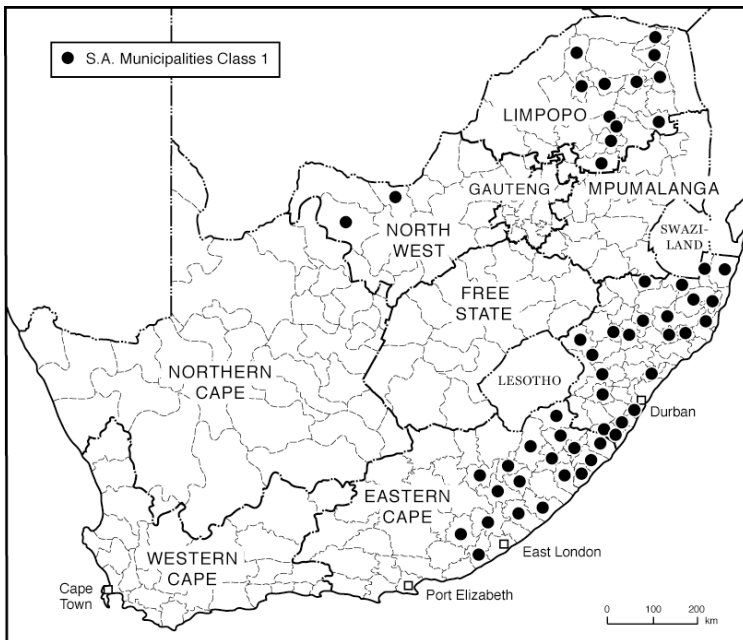 S.A. Municipalities Class 1
LIMPOPO
GAUTENG
MPUMALANGA
NORTH
WEST
SWAZI-
LAND
FREE
STATE
NORTHERN
CAPE
LESOTHO
Durban
EASTERN
CAPE
WESTERN
CAPE
East London
Cape
Town
Port Elizabeth
0 100 200
km